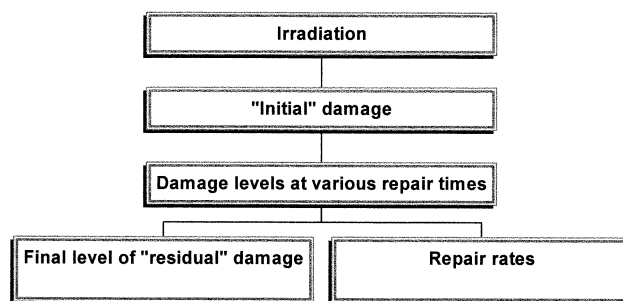 Irradiation
"Initial" damage
Damage levels at various repair times
Final level of "residual" damage
Repair rates